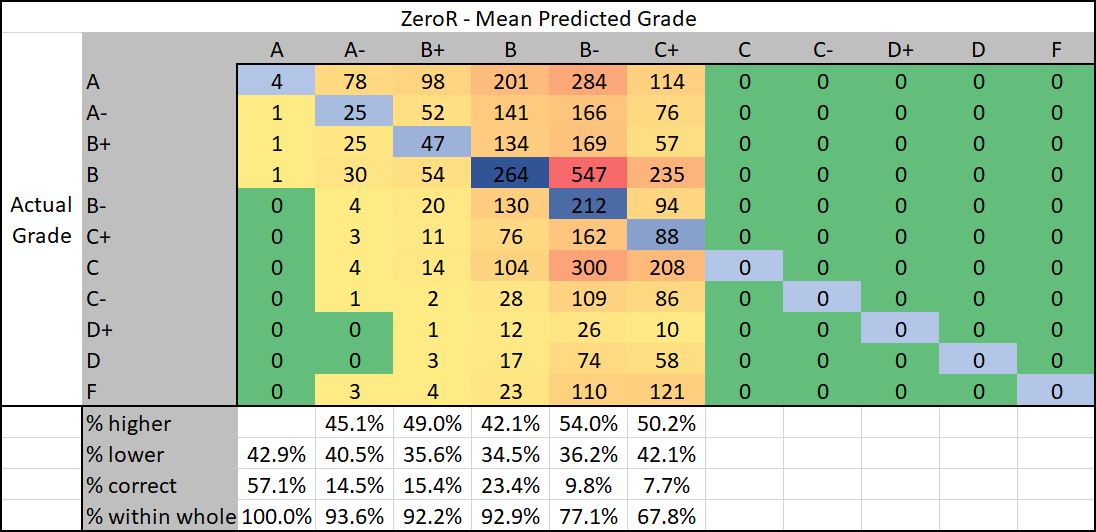 ZeroR - Mean Predicted Grade
A A- B+ B B- C+ C C- D+ D F
A 4 78 98 201 284 114 0 0 0 0 0
A- 1 25 52 141 166 76 0 0 0 0 0
B+ 1 25 47 134 169 57 0 0 0 0 0
B 1 30 54 264 547 235 0 0 0 0 0
Actual B- 0 4 20 130 212 94 0 0 0 0 0
Grade C+ 0 3 11 76 162 88 0 0 0 0 0
C 0 4 14 104 300 208 0 0 0 0 0
C- 0 1 2 28 109 86 0 0 0 0 0
D+ 0 0 1 12 26 10 0 0 0 0 0
D 0 0 3 17 74 58 0 0 0 0 0
F 0 3 4 23 110 121 0 0 0 0 0
% higher 45.1% 49.0% 42.1% 54.0% 50.2%
% lower 42.9% 40.5% 35.6% 34.5% 36.2% 42.1%
% correct 57.1% 14.5% 15.4% 23.4% 9.8% 7.7%
% within whole 100.0% 93.6% 92.2% 92.9% 77.1% 67.8%